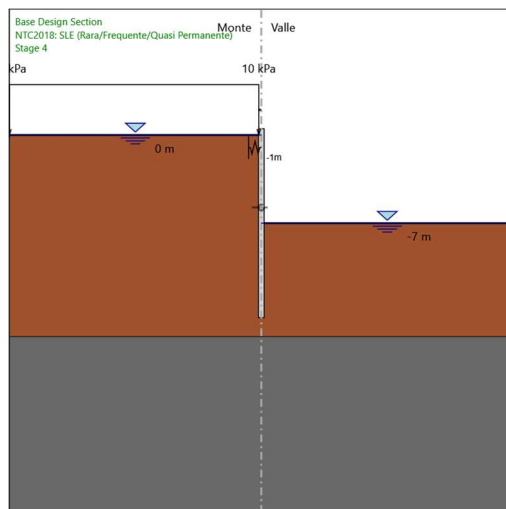 Base Design Section
NTC2018: SLE (Rara/Frequente/Quasi Permanente)
Stage 4
Monte
Valle
kPa
10 kPa
0 m
-1m
-7 m